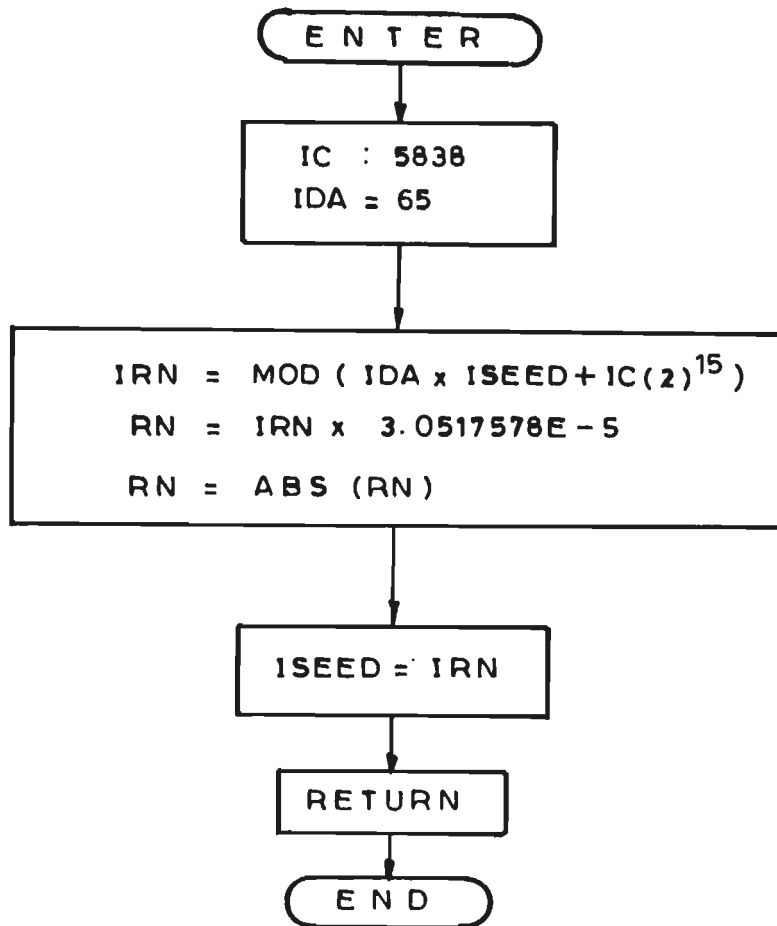 ENTER
IC : 5838
IDA = 65
IRN = MOD ( IDA x ISEED + IC(2)^15 )
RN = IRN x 3.0517578E-5
RN = ABS (RN)
ISEED = IRN
RETURN
END